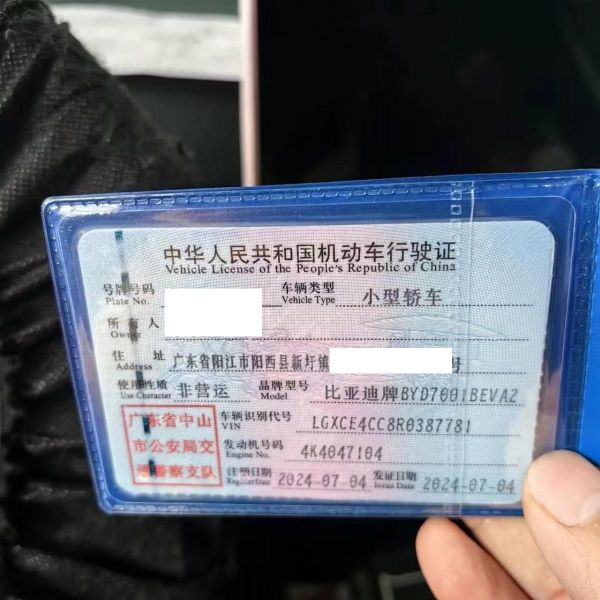 中华人民共和国机动车行驶证
Vehicle License of the People's Republic of China
号牌号码 车辆类型 小型轿车
Plate No. Vehicle Type
所有人
Owner
住址 广东省阳江市阳西县新圩镇 号
Address
使用性质 非营运 品牌型号 比亚迪牌BYD7001BEVA2
Use Character Model
广东省中山 车辆识别代号 LGXCE4CC8R0387781
VIN
市公安局交 发动机号码 4K4047104
Engine No.
通警察支队 注册日期 2024-07-04 发证日期 2024-07-04
Register Date Issue Date